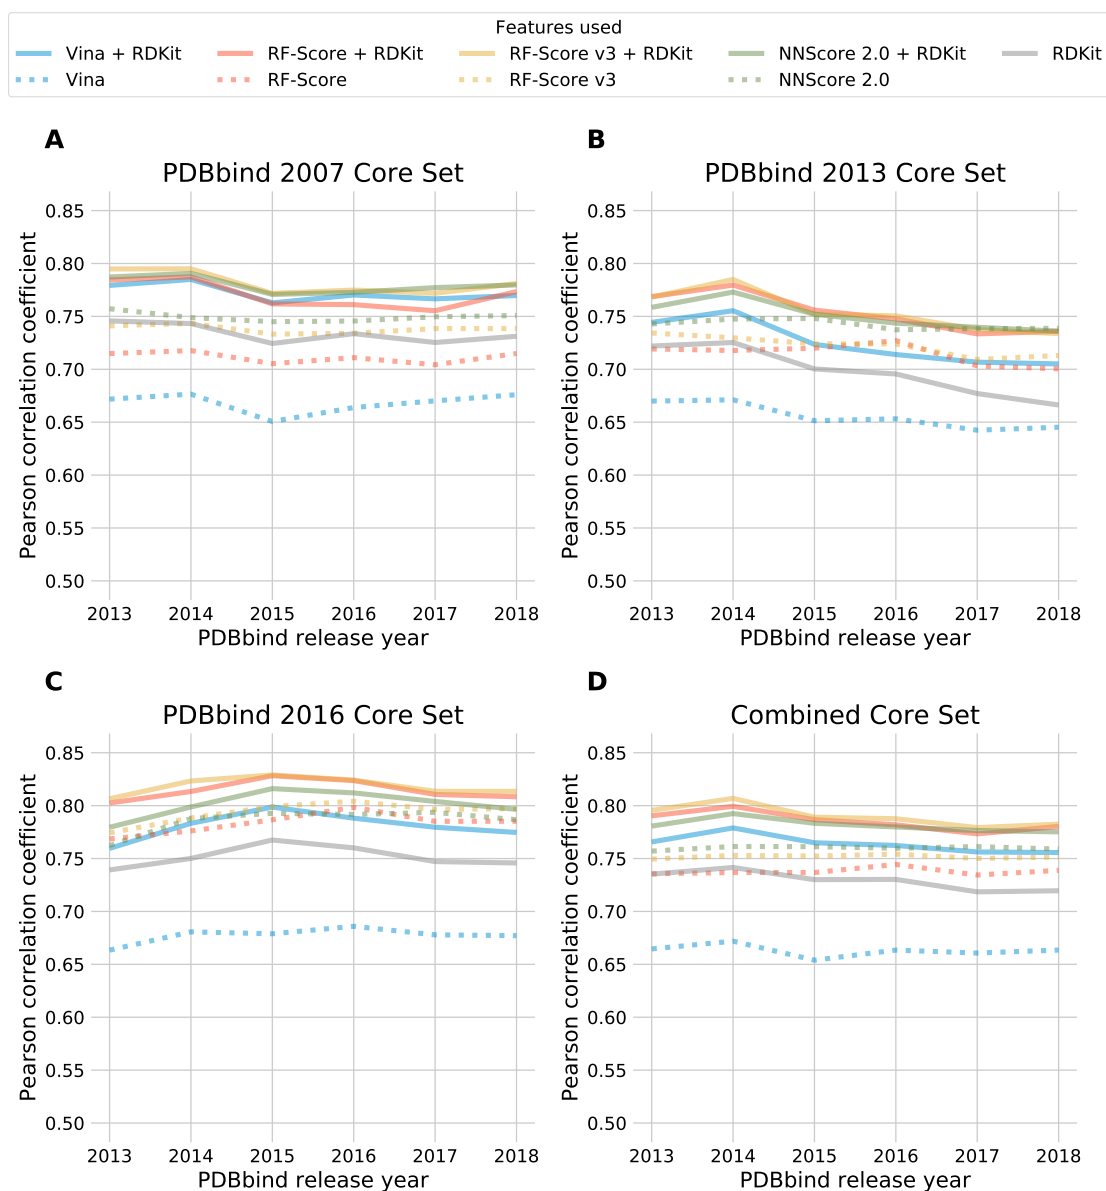 Features used
Vina + RDKit RF-Score + RDKit RF-Score v3 + RDKit NNScore 2.0 + RDKit RDKit
Vina RF-Score RF-Score v3 NNScore 2.0
A
PDBbind 2007 Core Set
Pearson correlation coefficient
0.85
0.80
0.75
0.70
0.65
0.60
0.55
0.50
2013 2014 2015 2016 2017 2018
PDBbind release year
B
PDBbind 2013 Core Set
Pearson correlation coefficient
0.85
0.80
0.75
0.70
0.65
0.60
0.55
0.50
2013 2014 2015 2016 2017 2018
PDBbind release year
C
PDBbind 2016 Core Set
Pearson correlation coefficient
0.85
0.80
0.75
0.70
0.65
0.60
0.55
0.50
2013 2014 2015 2016 2017 2018
PDBbind release year
D
Combined Core Set
Pearson correlation coefficient
0.85
0.80
0.75
0.70
0.65
0.60
0.55
0.50
2013 2014 2015 2016 2017 2018
PDBbind release year